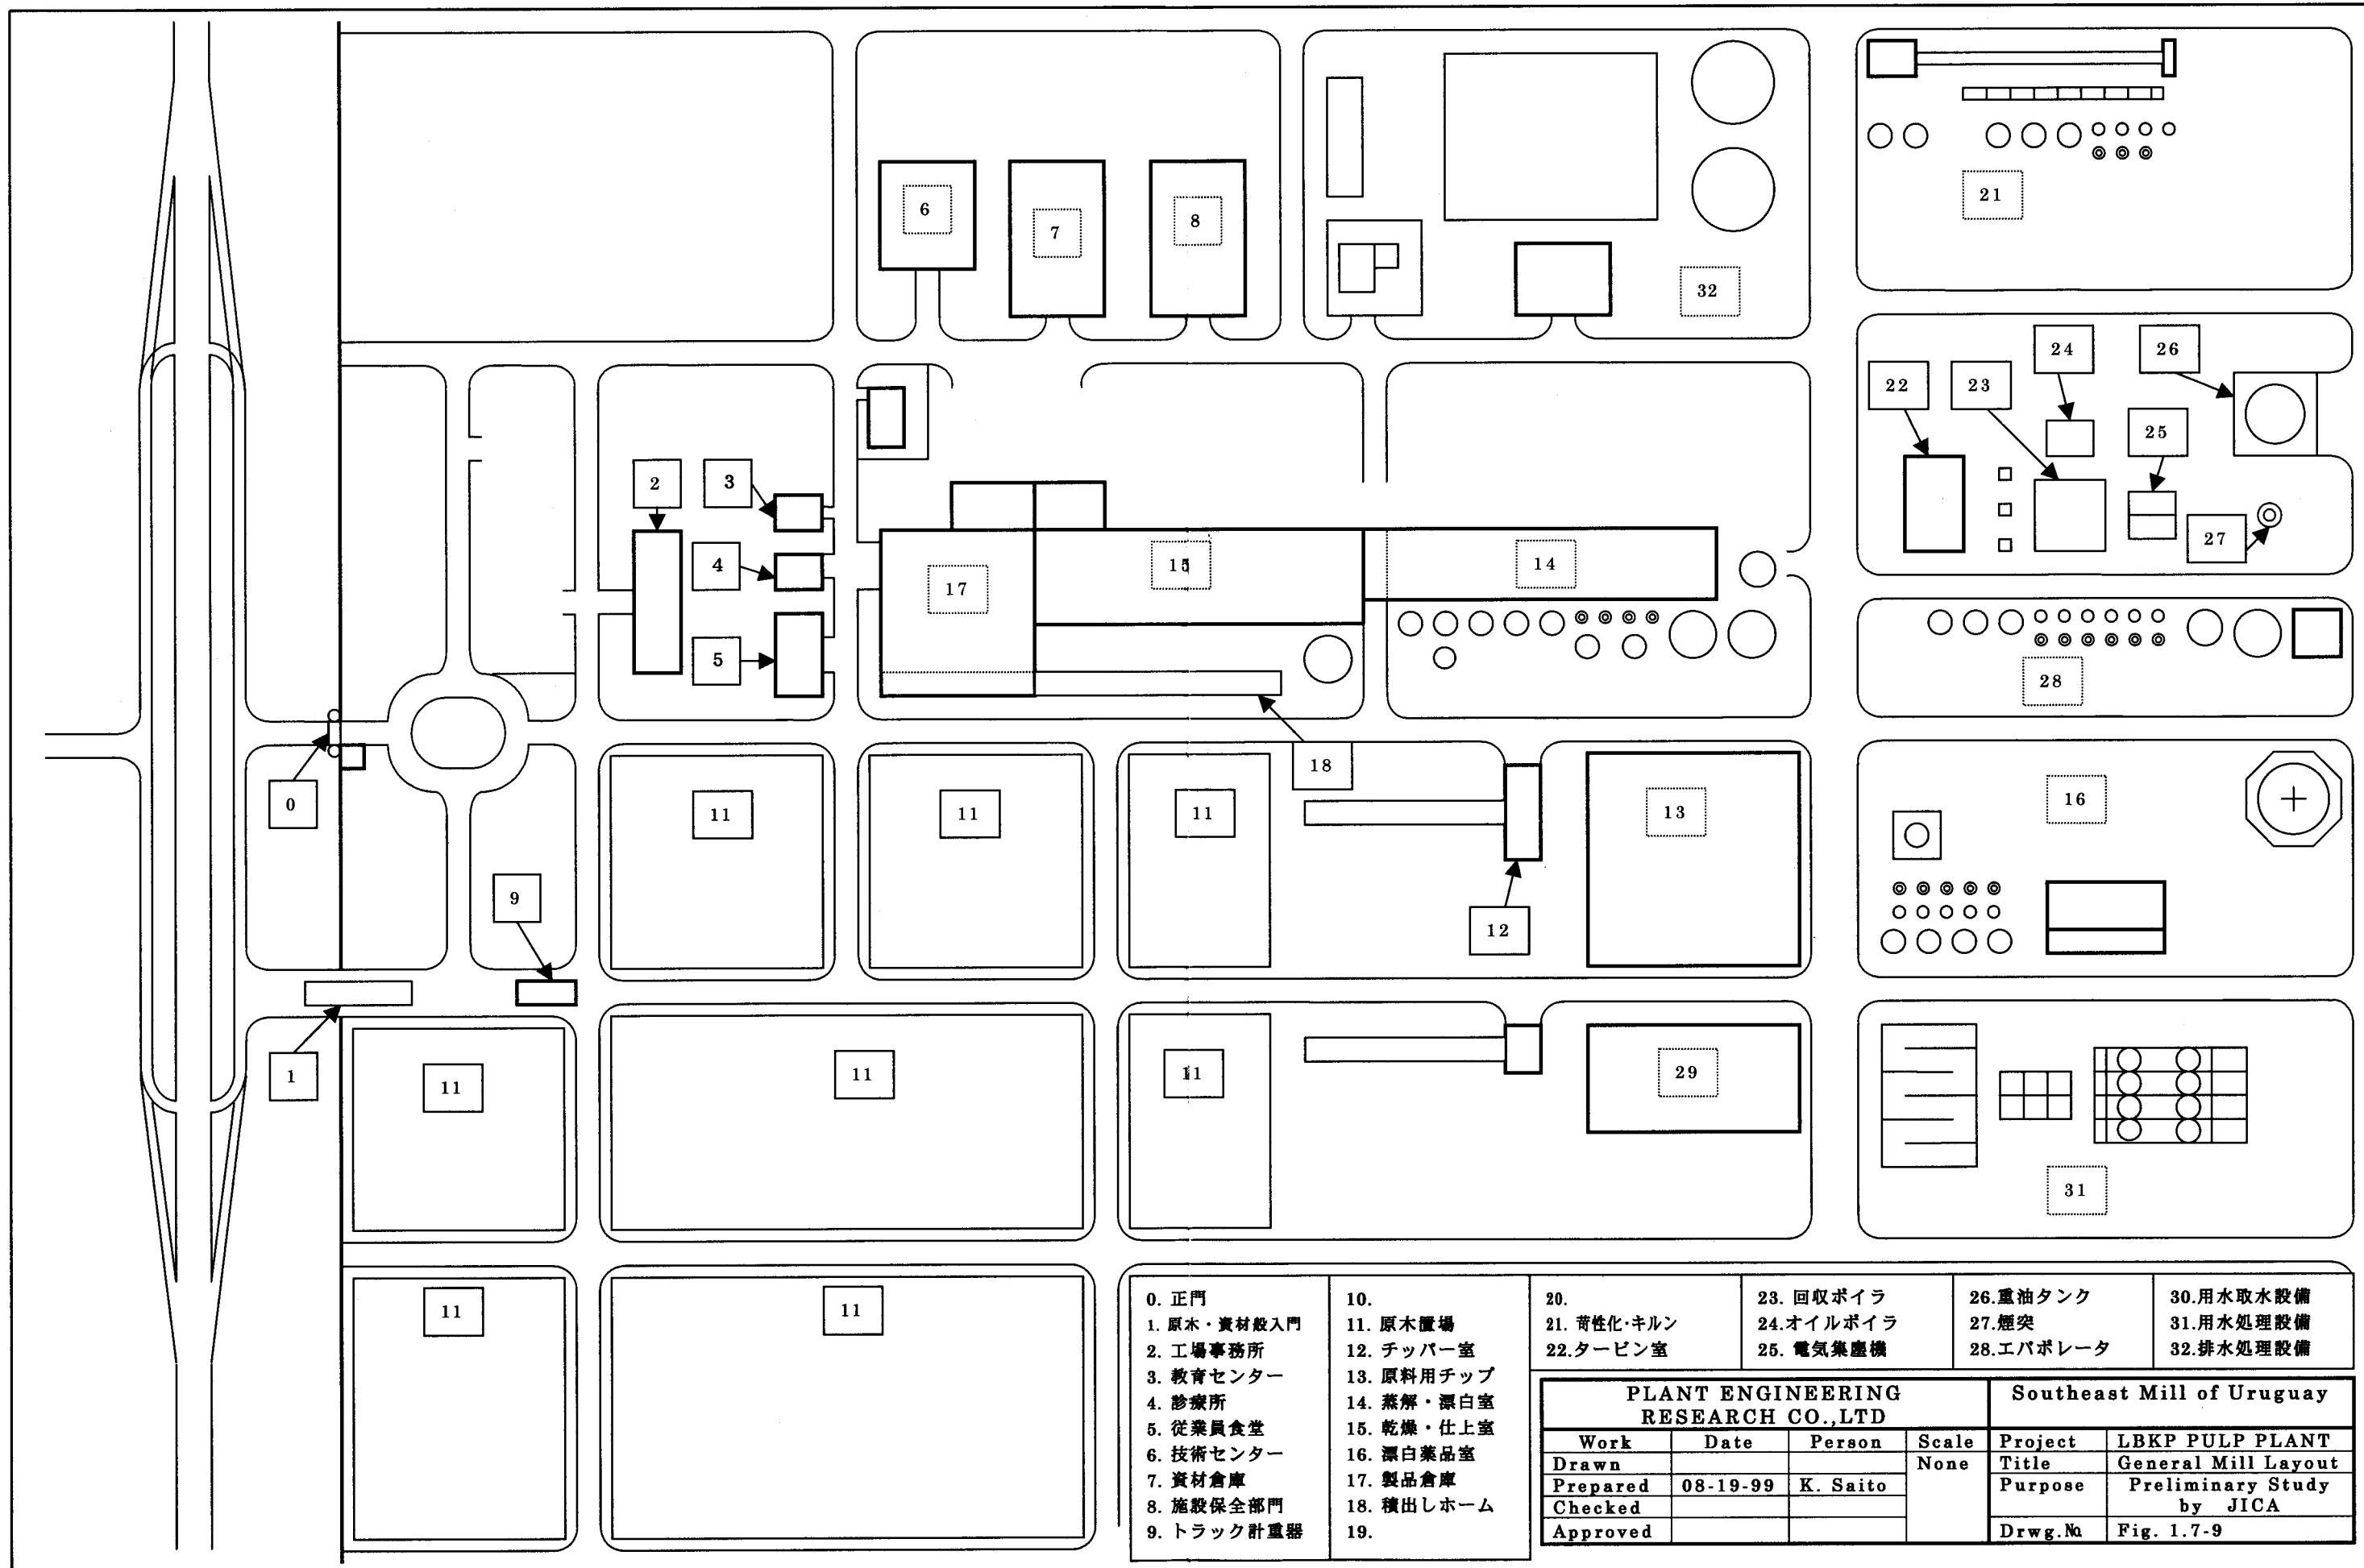 6
7
8
32
21
24
26
22
23
25
27
2
3
4
5
17
15
14
28
18
0
11
11
11
13
16
12
9
1
11
11
11
29
31
11
11
0. 正門
1. 原木・資材般入門
2. 工場事務所
3. 教育センター
4. 診療所
5. 従業員食堂
6. 技術センター
7. 資材倉庫
8. 施設保全部門
9. トラック計重器
10.
11. 原木置場
12. チッパー室
13. 原料用チップ
14. 蒸解・漂白室
15. 乾燥・仕上室
16. 漂白薬品室
17. 製品倉庫
18. 積出しホーム
19.
20.
21. 苛性化・キルン
22.タービン室
23. 回収ボイラ
24.オイルボイラ
25. 電気集塵機
26.重油タンク
27.煙突
28.エバポレータ
30.用水取水設備
31.用水処理設備
32.排水処理設備
PLANT ENGINEERING
RESEARCH CO.,LTD
Southeast Mill of Uruguay
Work Date Person Scale Project LBKP PULP PLANT
Drawn None Title General Mill Layout
Prepared 08-19-99 K. Saito Purpose Preliminary Study
Checked by JICA
Approved Drwg.№ Fig. 1.7-9